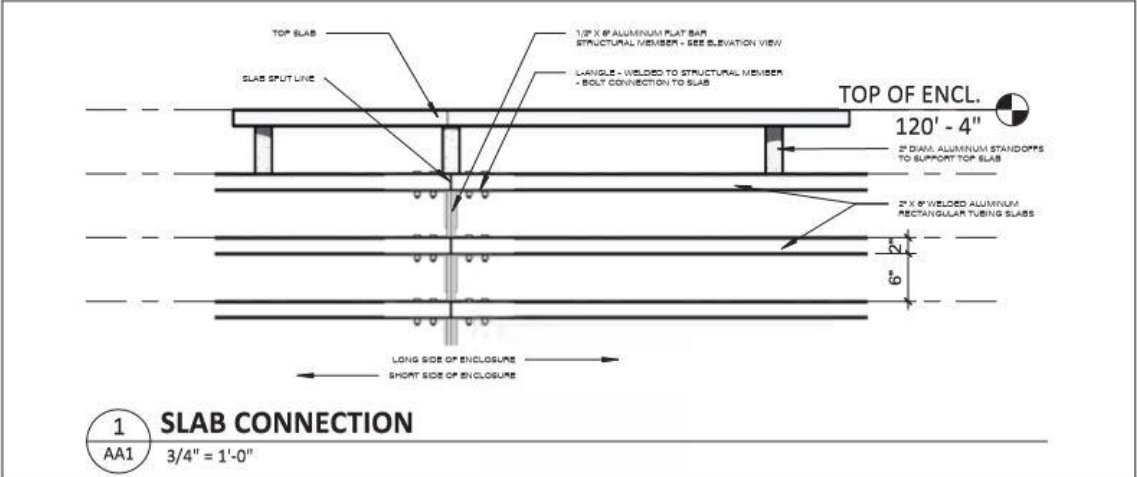 TOP SLAB
1/2" X 6" ALUMINUM FLAT BAR
STRUCTURAL MEMBER - SEE ELEVATION VIEW
SLAB SPLIT LINE
L-ANGLE - WELDED TO STRUCTURAL MEMBER
- BOLT CONNECTION TO SLAB
TOP OF ENCL.
120' - 4"
2" DIAM. ALUMINUM STANDOFFS
TO SUPPORT TOP SLAB
2" X 6" WELDED ALUMINUM
RECTANGULAR TUBING SLABS
2"
6"
LONG SIDE OF ENCLOSURE
SHORT SIDE OF ENCLOSURE
1
SLAB CONNECTION
AA1
3/4" = 1'-0"